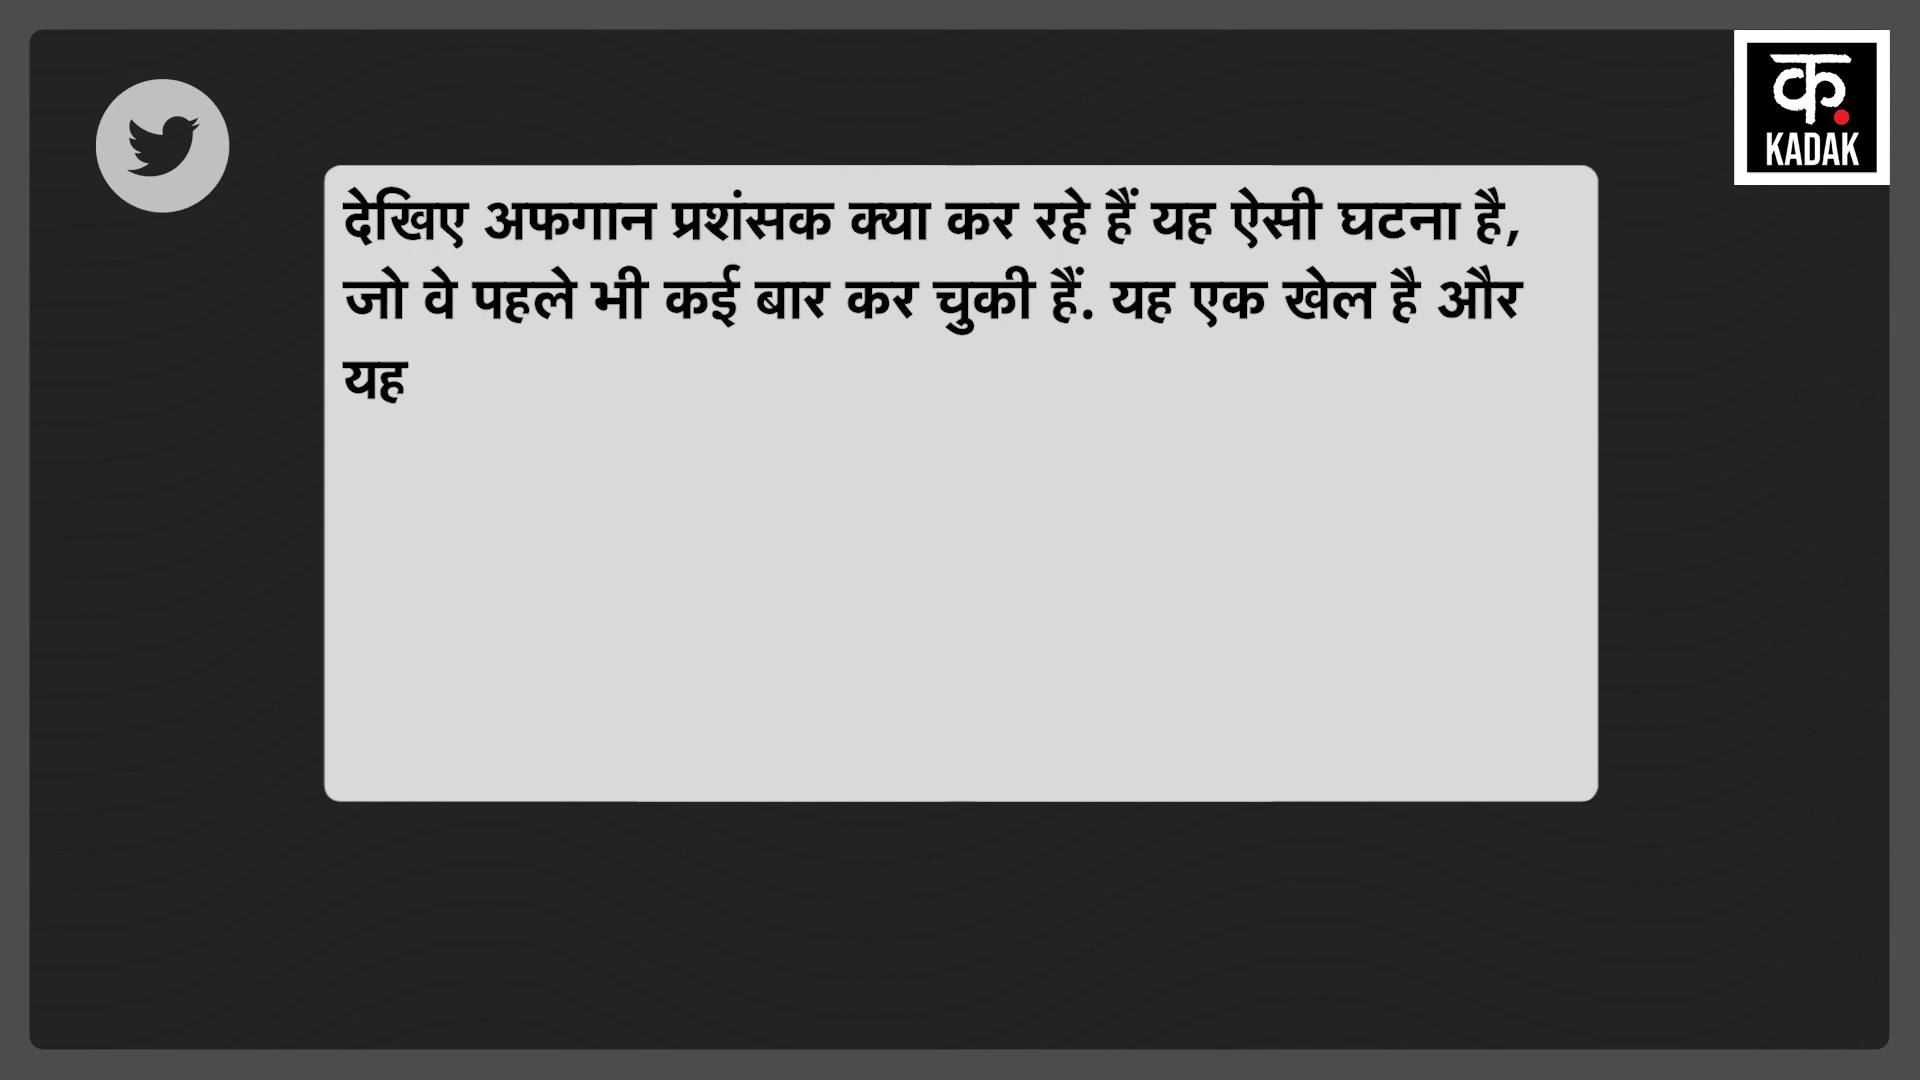 क.
KADAK
देखिए अफगान प्रशंसक क्या कर रहे हैं यह ऐसी घटना है,
जो वे पहले भी कई बार कर चुकी हैं. यह एक खेल है और
यह